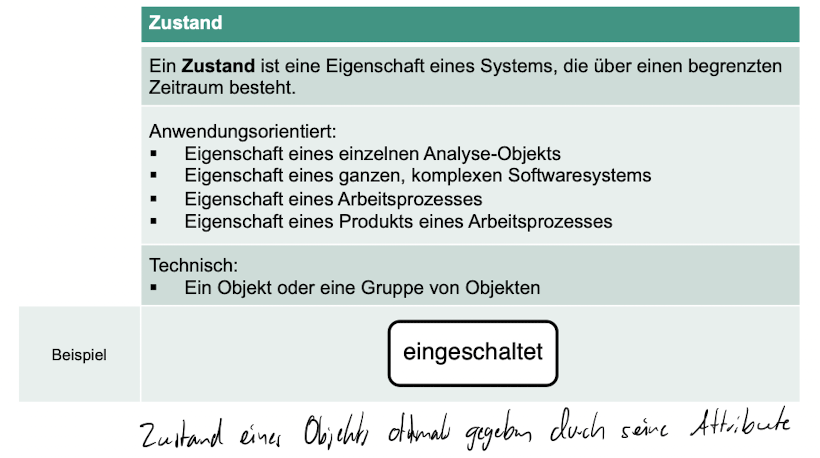 Zustand
Ein Zustand ist eine Eigenschaft eines Systems, die über einen begrenzten
Zeitraum besteht.
Anwendungsorientiert:
▪ Eigenschaft eines einzelnen Analyse-Objekts
▪ Eigenschaft eines ganzen, komplexen Softwaresystems
▪ Eigenschaft eines Arbeitsprozesses
▪ Eigenschaft eines Produkts eines Arbeitsprozesses
Technisch:
▪ Ein Objekt oder eine Gruppe von Objekten
Beispiel
eingeschaltet
Zustand eines Objekts oftmals gegeben durch seine Attribute